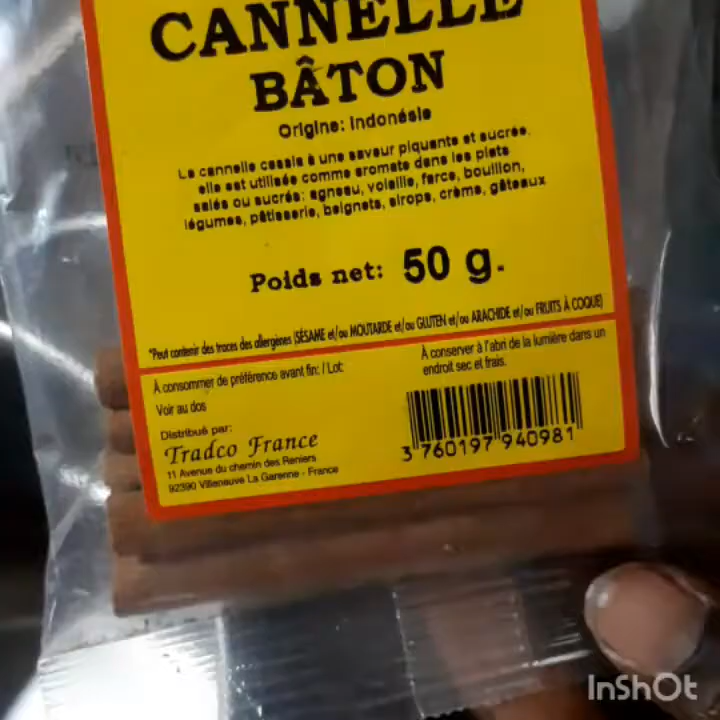 CANNELLE
BÂTON
Origine: Indonésie
La cannelle cassia à une saveur piquante et sucrée.
elle est utilisée comme aromate dans les plats
salés ou sucrés; agneau, volaille, farce, bouillon,
légumes, pâtisserie, beignets, sirops, crème, gâteaux
Poids net: 50 g.
*Peut contenir des traces des allergènes (SÉSAME et/ou MOUTARDE et/ou GLUTEN et/ou ARACHIDE et/ou FRUITS À COQUE)
À consommer de préférence avant fin: / Lot:
Voir au dos
Distribué par:
Tradco France
11 Avenue du chemin des Reniers
92390 Villeneuve La Garenne - France
À conserver à l'abri de la lumière dans un
endroit sec et frais.
3 760197 940981
InShOt